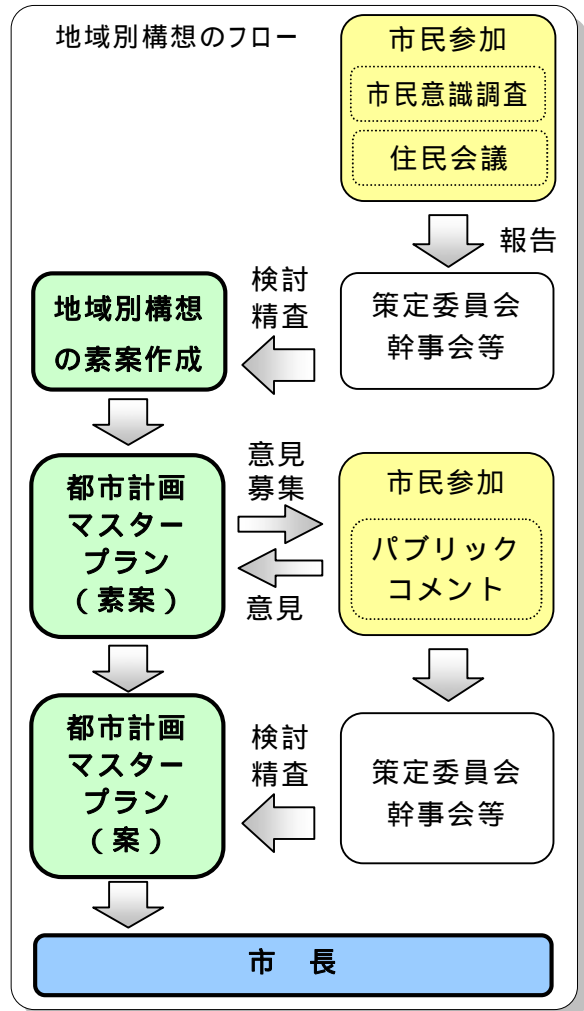 地域別構想のフロー
市民参加
市民意識調査
住民会議
報告
策定委員会
幹事会等
検討
精査
地域別構想
の素案作成
都市計画
マスター
プラン
（素案）
意見
募集
意見
市民参加
パブリック
コメント
都市計画
マスター
プラン
（案）
検討
精査
策定委員会
幹事会等
市　長